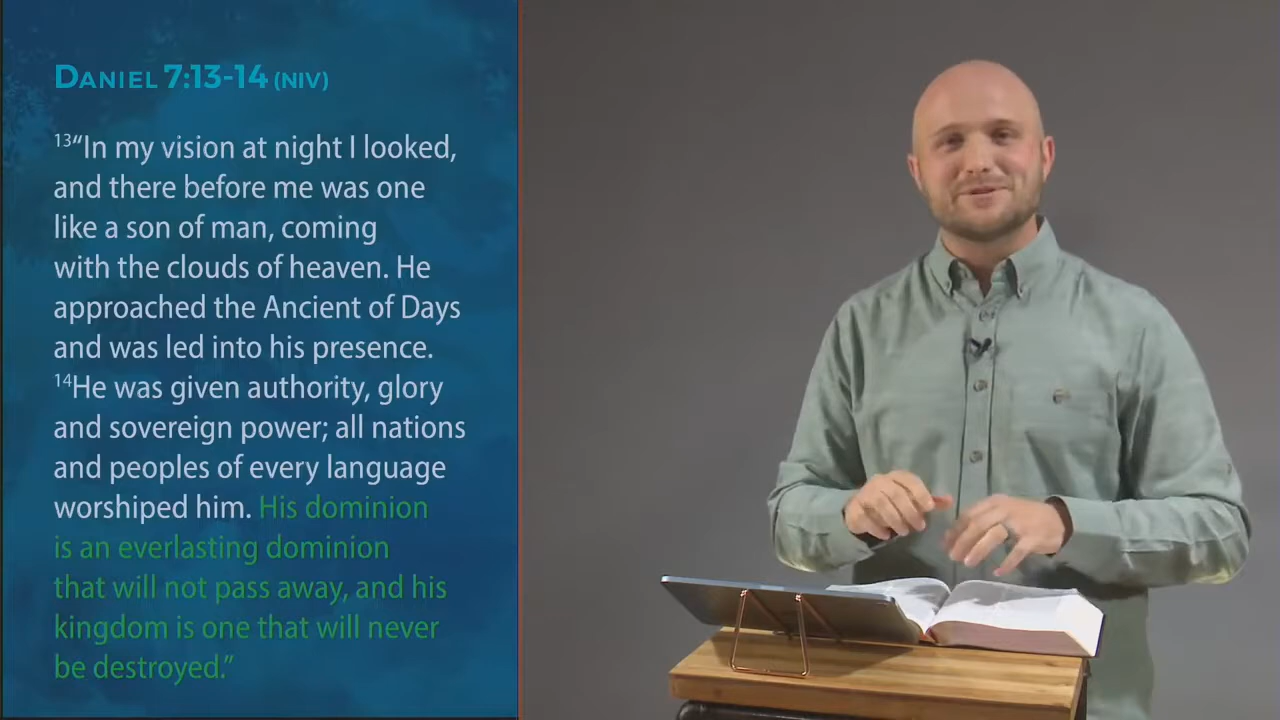 DANIEL 7:13-14 (NIV)
13“In my vision at night I looked,
and there before me was one
like a son of man, coming
with the clouds of heaven. He
approached the Ancient of Days
and was led into his presence.
14He was given authority, glory
and sovereign power; all nations
and peoples of every language
worshiped him. His dominion
is an everlasting dominion
that will not pass away, and his
kingdom is one that will never
be destroyed.”